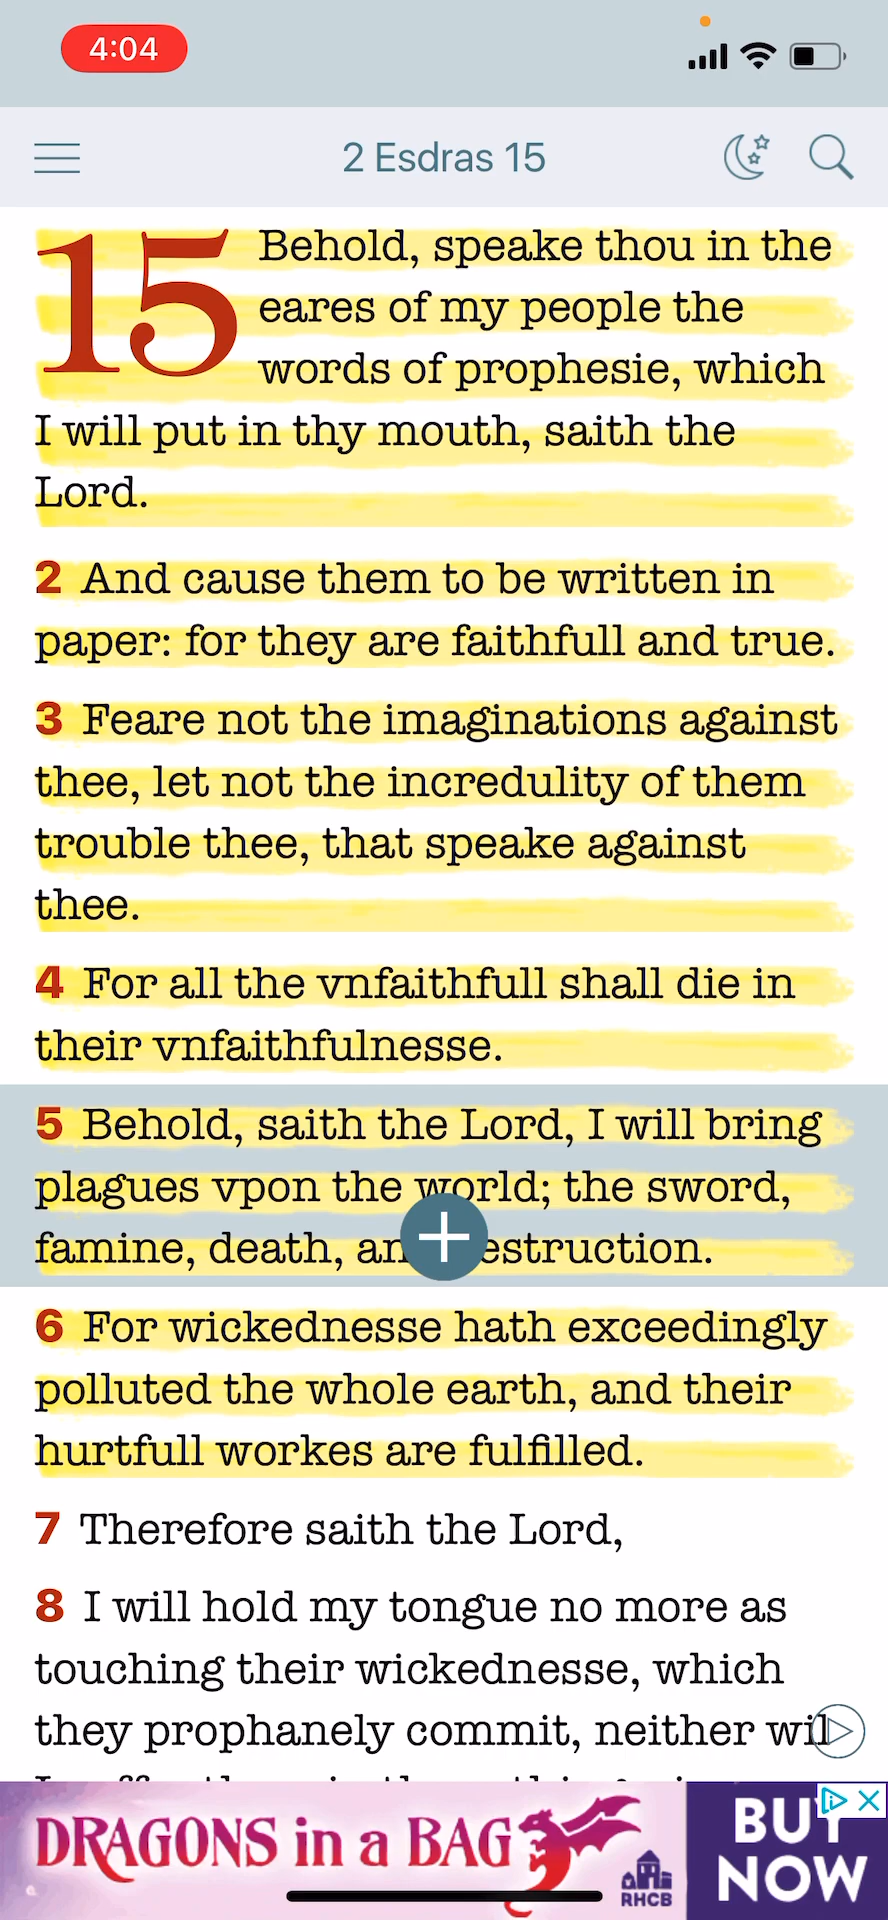 4:04
2 Esdras 15
15 Behold, speake thou in the
eares of my people the
words of prophesie, which
I will put in thy mouth, saith the
Lord.
2 And cause them to be written in
paper: for they are faithfull and true.
3 Feare not the imaginations against
thee, let not the incredulity of them
trouble thee, that speake against
thee.
4 For all the vnfaithfull shall die in
their vnfaithfulnesse.
5 Behold, saith the Lord, I will bring
plagues vpon the world; the sword,
famine, death, an estruction.
6 For wickednesse hath exceedingly
polluted the whole earth, and their
hurtfull workes are fulfilled.
7 Therefore saith the Lord,
8 I will hold my tongue no more as
touching their wickednesse, which
they prophanely commit, neither wil
DRAGONS in a BAG
RHCB
BUY
NOW